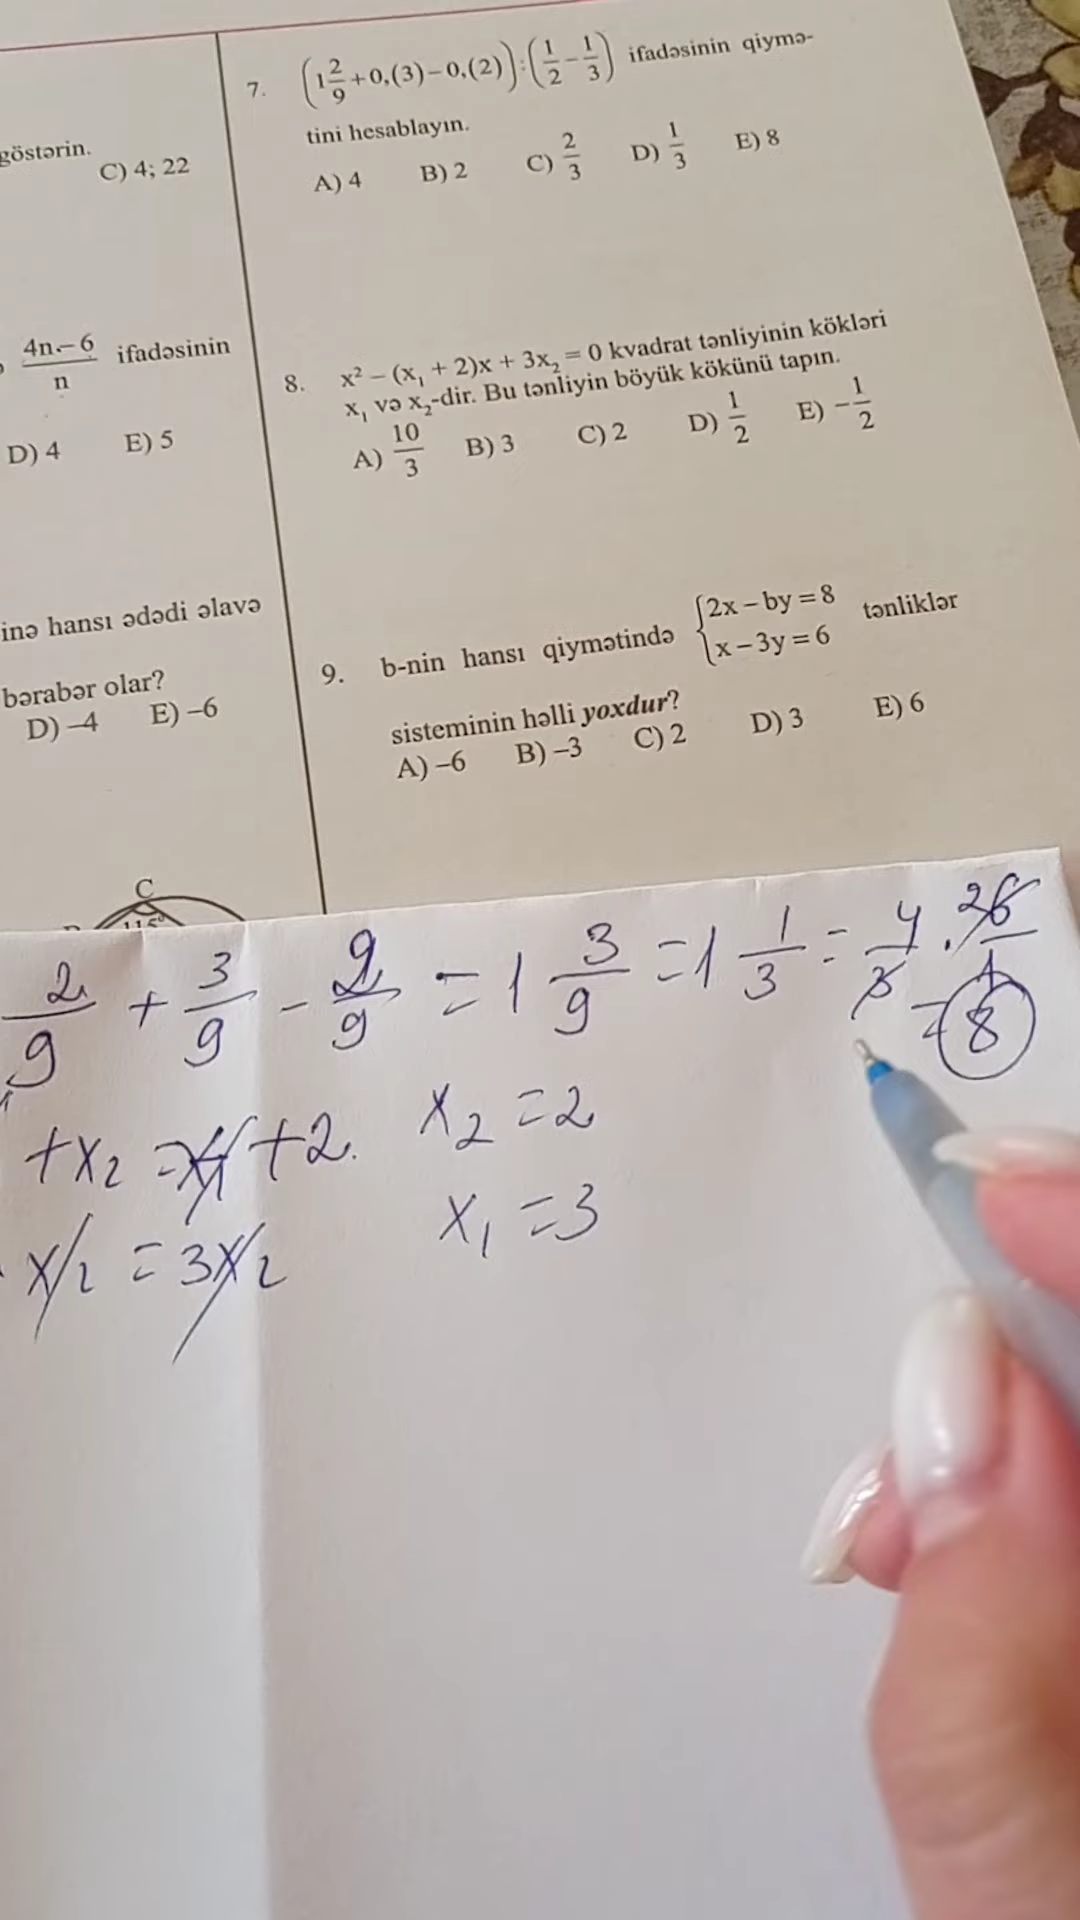 göstərin.
C) 4; 22
4n – 6 / n ifadəsinin
D) 4 E) 5
inə hansı ədədi əlavə
bərabər olar?
D) –4 E) –6
C
115°
7. (1 2/9 + 0,(3) – 0,(2)) : (1/2 – 1/3) ifadəsinin qiymə-
tini hesablayın.
A) 4 B) 2 C) 2/3 D) 1/3 E) 8
8. x² – (x₁ + 2)x + 3x₂ = 0 kvadrat tənliyinin kökləri
x₁ və x₂-dir. Bu tənliyin böyük kökünü tapın.
A) 10/3 B) 3 C) 2 D) 1/2 E) –1/2
9. b-nin hansı qiymətində {2x – by = 8
x – 3y = 6 tənliklər
sisteminin həlli yoxdur?
A) –6 B) –3 C) 2 D) 3 E) 6
2/9 + 3/9 – 2/9 = 1 3/9 = 1 1/3 = 4/3 · 6/1 = 8
+x₂ = x₁ + 2. x₂ = 2
x₂ = 3x₂ x₁ = 3